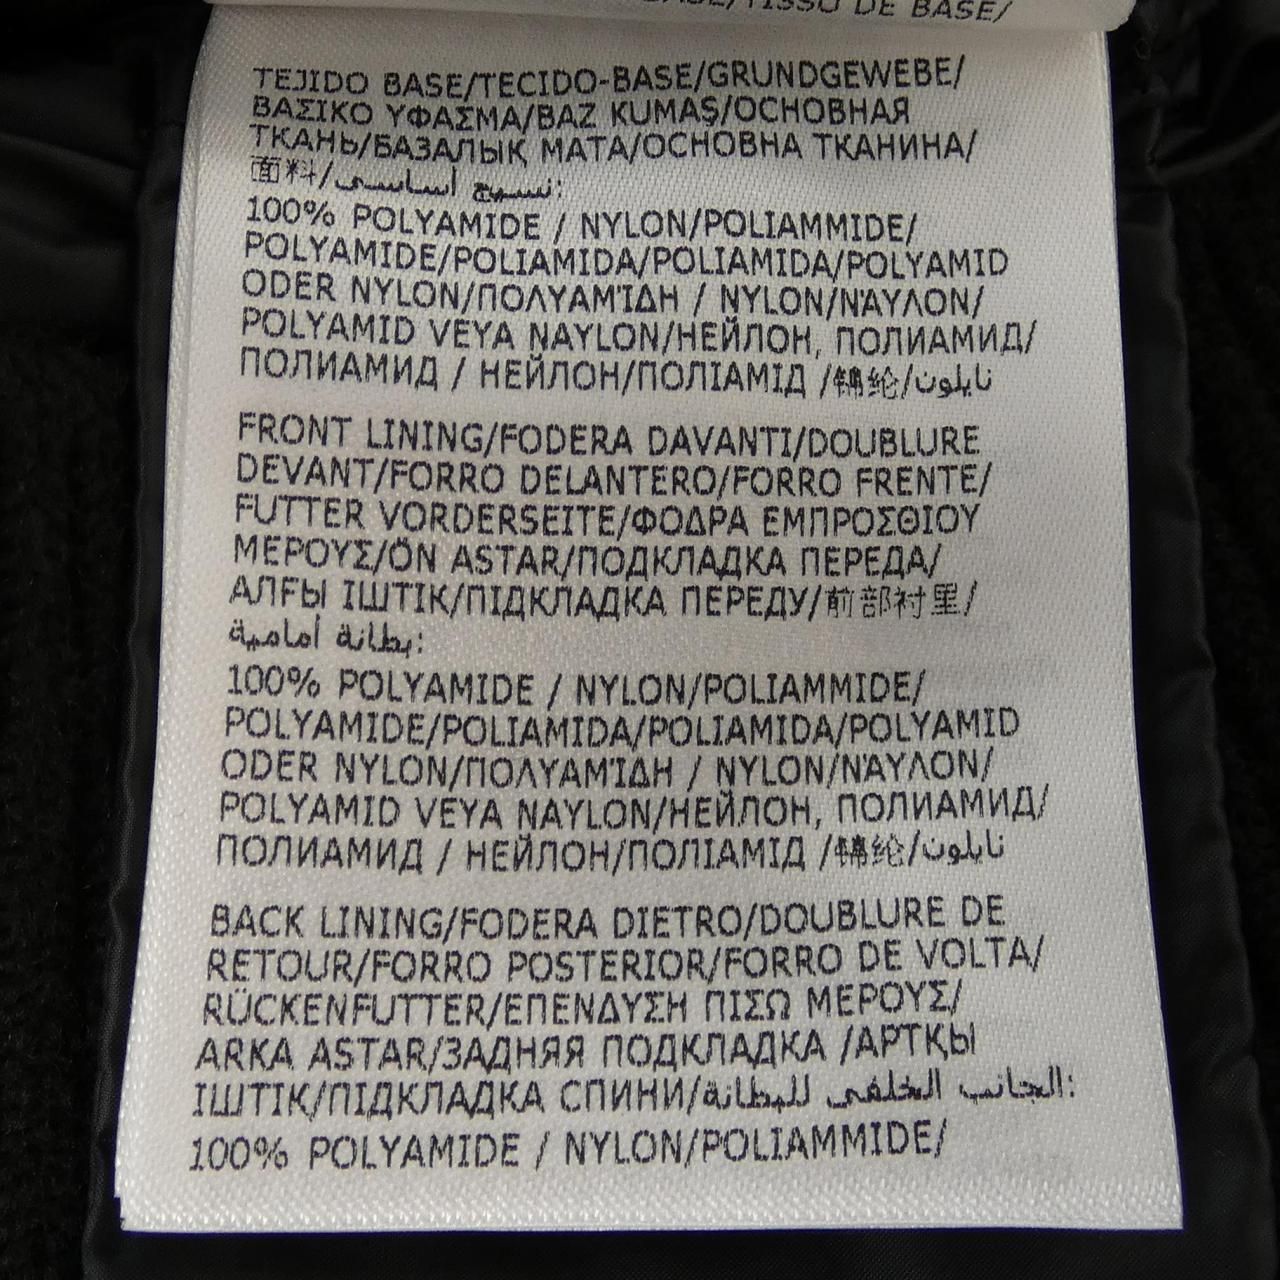 BASE/TISSU DE BASE/
TEJIDO BASE/TECIDO-BASE/GRUNDGEWEBE/
ΒΑΣΙΚΟ ΥΦΑΣΜΑ/BAZ KUMAŞ/ОСНОВНАЯ
ТКАНЬ/БАЗАЛЫҚ МАТА/ОСНОВНА ТКАНИНА/
面料/نسيج أساسي:
100% POLYAMIDE / NYLON/POLIAMMIDE/
POLYAMIDE/POLIAMIDA/POLIAMIDA/POLYAMID
ODER NYLON/ΠΟΛΥΑΜΊΔΗ / NYLON/ΝΆΥΛΟΝ/
POLYAMID VEYA NAYLON/НЕЙЛОН, ПОЛИАМИД/
ПОЛИАМИД / НЕЙЛОН/ПОЛІАМІД /锦纶/نايلون
FRONT LINING/FODERA DAVANTI/DOUBLURE
DEVANT/FORRO DELANTERO/FORRO FRENTE/
FUTTER VORDERSEITE/ΦΟΔΡΑ ΕΜΠΡΟΣΘΙΟΥ
ΜΕΡΟΥΣ/ÖN ASTAR/ПОДКЛАДКА ПЕРЕДА/
АЛҒЫ ІШТІК/ПІДКЛАДКА ПЕРЕДУ/前部衬里/
بطانة أمامية:
100% POLYAMIDE / NYLON/POLIAMMIDE/
POLYAMIDE/POLIAMIDA/POLIAMIDA/POLYAMID
ODER NYLON/ΠΟΛΥΑΜΊΔΗ / NYLON/ΝΆΥΛΟΝ/
POLYAMID VEYA NAYLON/НЕЙЛОН, ПОЛИАМИД/
ПОЛИАМИД / НЕЙЛОН/ПОЛІАМІД /锦纶/نايلون
BACK LINING/FODERA DIETRO/DOUBLURE DE
RETOUR/FORRO POSTERIOR/FORRO DE VOLTA/
RÜCKENFUTTER/ΕΠΕΝΔΥΣΗ ΠΙΣΩ ΜΕΡΟΥΣ/
ARKA ASTAR/ЗАДНЯЯ ПОДКЛАДКА /АРТҚЫ
ІШТІК/ПІДКЛАДКА СПИНИ/الجانب الخلفي للبطانة:
100% POLYAMIDE / NYLON/POLIAMMIDE/